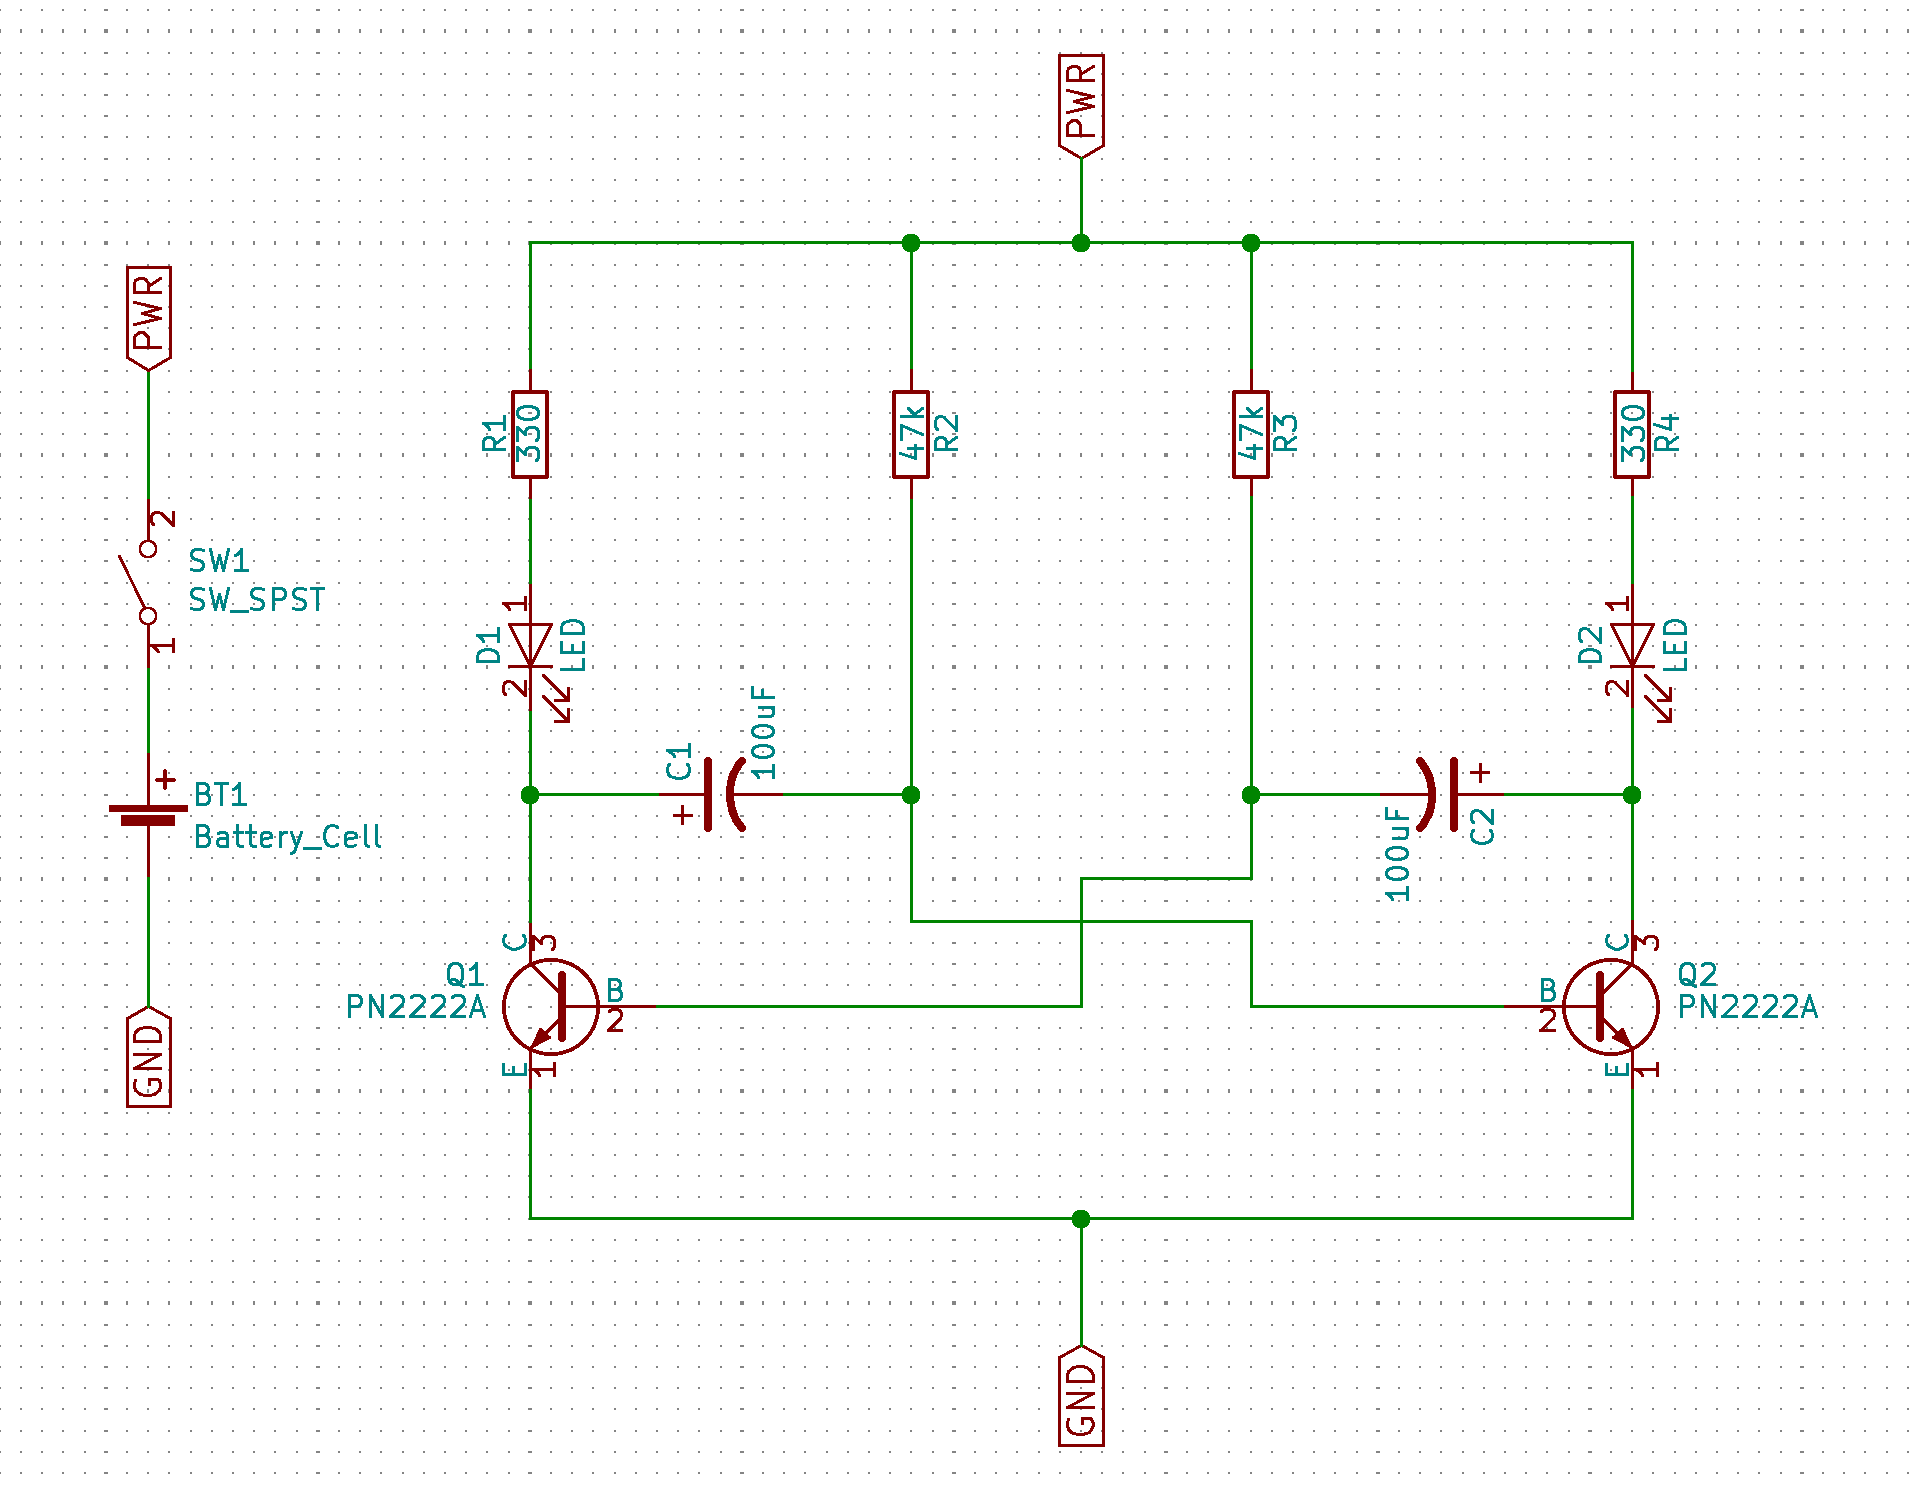 PWR
PWR
2
SW1
SW_SPST
1
+
BT1
Battery_Cell
GND
R1
330
47k
R2
47k
R3
330
R4
1
D1
LED
2
1
D2
LED
2
C1
100uF
+
+
100uF
C2
C
3
Q1
PN2222A
B
2
E
1
C
3
Q2
PN2222A
B
2
E
1
GND